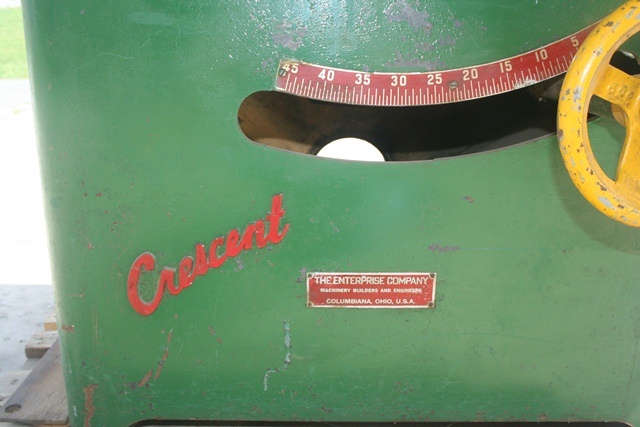 45 40 35 30 25 20 15 10 5
Crescent
THE ENTERPRISE COMPANY
MACHINERY BUILDERS AND ENGINEERS
COLUMBIANA, OHIO, U.S.A.